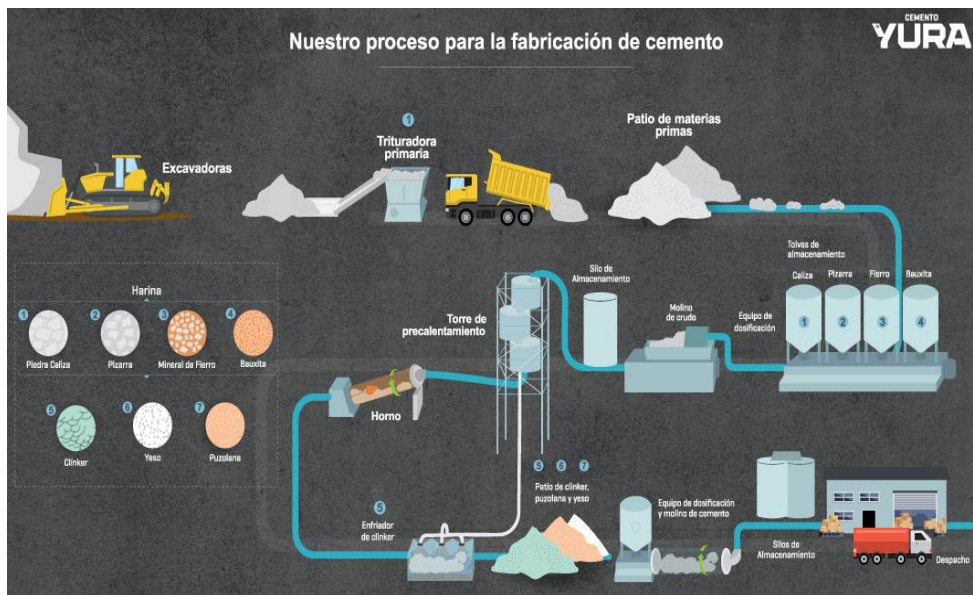 Nuestro proceso para la fabricación de cemento
CEMENTO
YURA
Excavadoras
1
Trituradora
primaria
Patio de materias
primas
Tolvas de
almacenamiento
Caliza
Pizarra
Fierro
Bauxita
1
2
3
4
Equipo de
dosificación
Molino
de crudo
Silo de
Almacenamiento
Torre de
precalentamiento
Harina
1
2
3
4
Piedra Caliza
Pizarra
Mineral de Fierro
Bauxita
5
6
7
Clinker
Yeso
Puzolana
Horno
5
Enfriador
de clinker
5
6
7
Patio de clinker,
puzolana y yeso
Equipo de dosificación
y molino de cemento
Silos de
Almacenamiento
Despacho